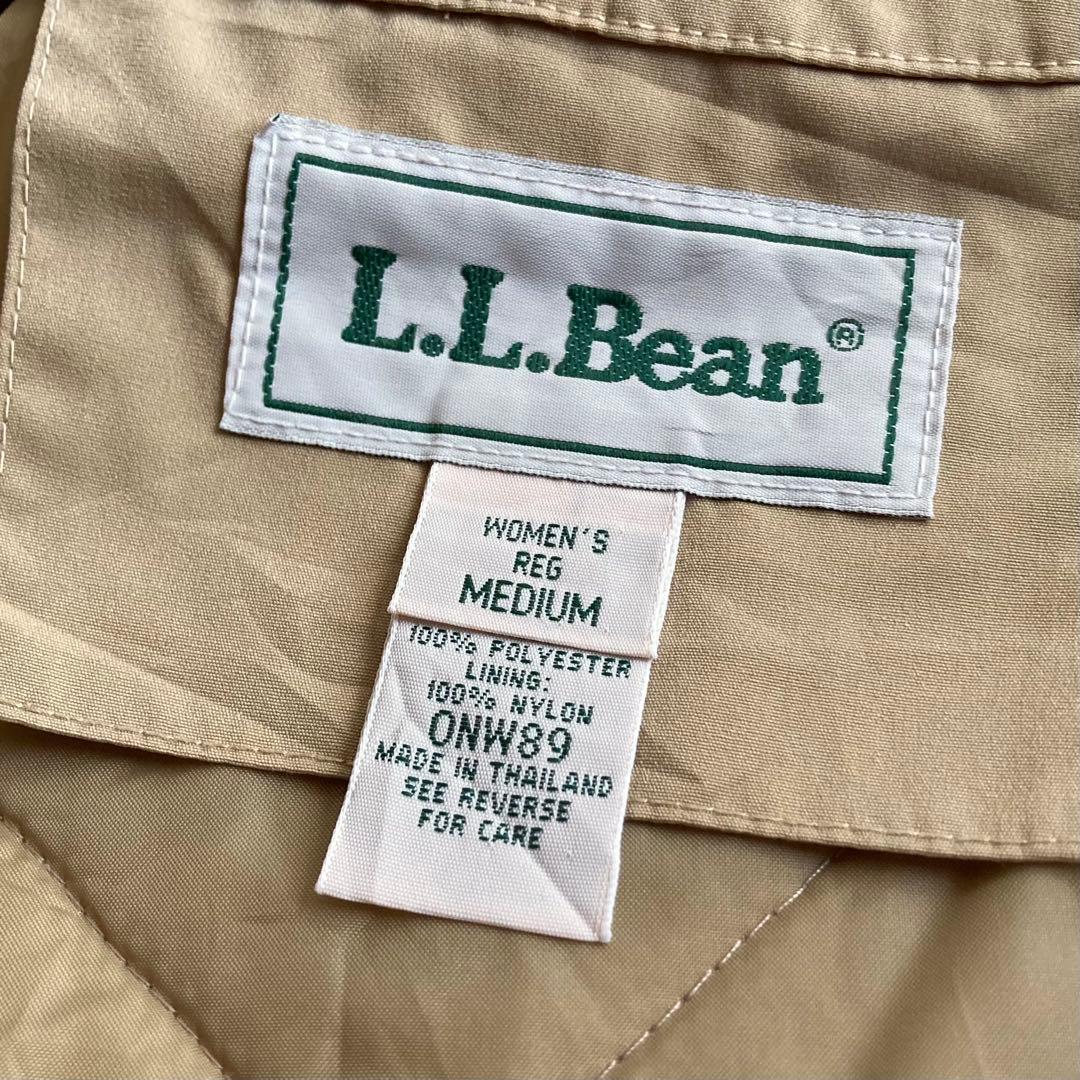 L.L.Bean®
WOMEN'S
REG
MEDIUM
100% POLYESTER
LINING:
100% NYLON
0NW89
MADE IN THAILAND
SEE REVERSE
FOR CARE